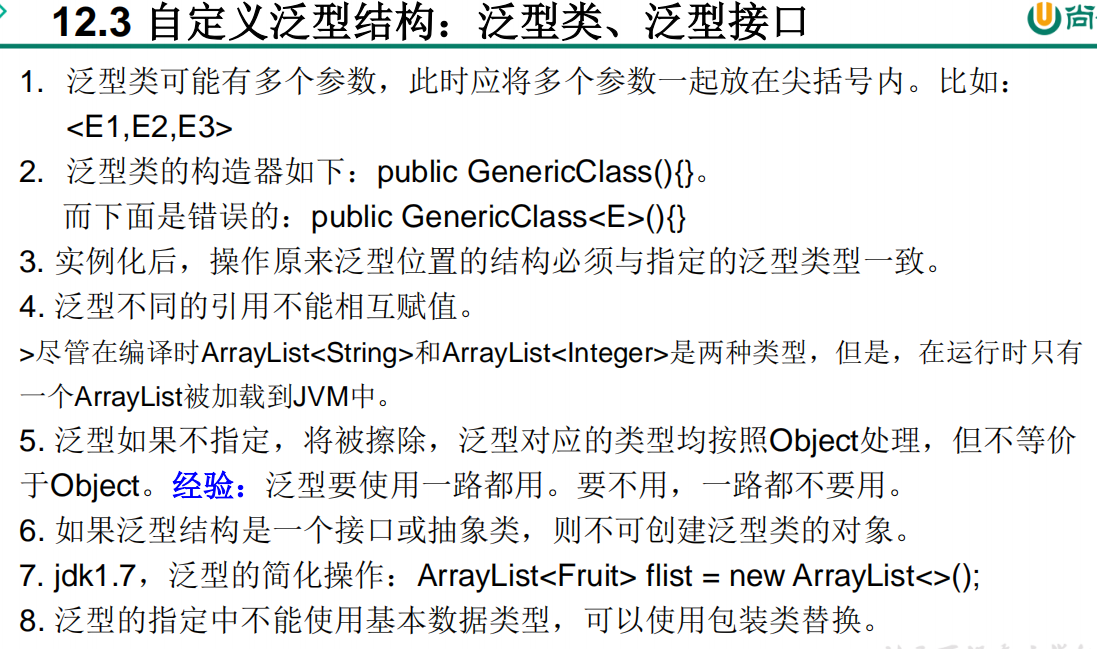 12.3 自定义泛型结构：泛型类、泛型接口
尚
1. 泛型类可能有多个参数，此时应将多个参数一起放在尖括号内。比如：
<E1,E2,E3>
2. 泛型类的构造器如下：public GenericClass(){}。
而下面是错误的：public GenericClass<E>(){}
3. 实例化后，操作原来泛型位置的结构必须与指定的泛型类型一致。
4. 泛型不同的引用不能相互赋值。
>尽管在编译时ArrayList<String>和ArrayList<Integer>是两种类型，但是，在运行时只有
一个ArrayList被加载到JVM中。
5. 泛型如果不指定，将被擦除，泛型对应的类型均按照Object处理，但不等价
于Object。经验：泛型要使用一路都用。要不用，一路都不要用。
6. 如果泛型结构是一个接口或抽象类，则不可创建泛型类的对象。
7. jdk1.7，泛型的简化操作：ArrayList<Fruit> flist = new ArrayList<>();
8. 泛型的指定中不能使用基本数据类型，可以使用包装类替换。